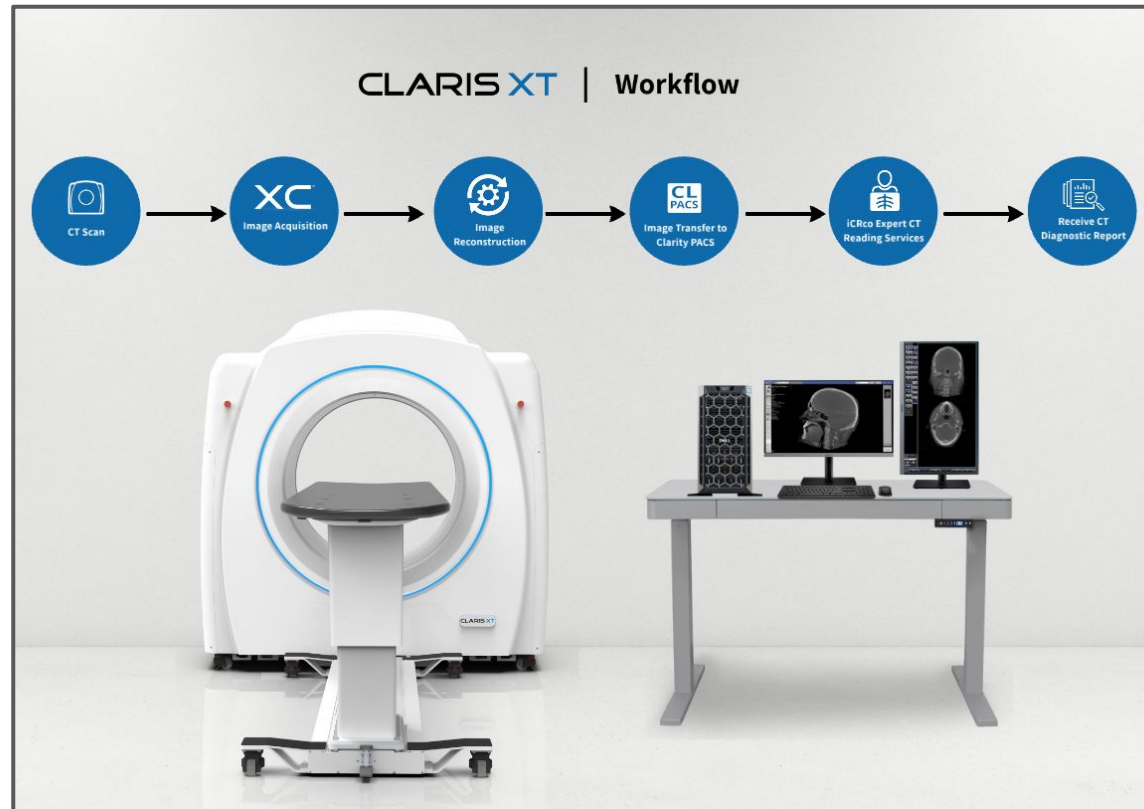 CLARIS XT | Workflow
CT Scan
XC
Image Acquisition
Image
Reconstruction
CL
PACS
Image Transfer to
Clarity PACS
iCRco Expert CT
Reading Services
Receive CT
Diagnostic Report
DELL
CLARIS XT